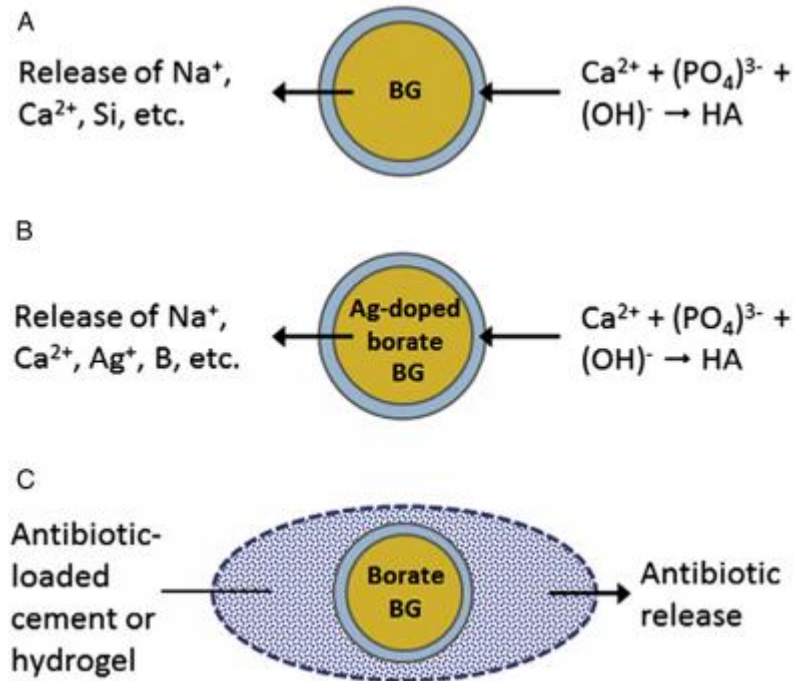 A
Release of Na⁺,
Ca²⁺, Si, etc.
BG
Ca²⁺ + (PO₄)³⁻ +
(OH)⁻ → HA
B
Release of Na⁺,
Ca²⁺, Ag⁺, B, etc.
Ag-doped
borate
BG
Ca²⁺ + (PO₄)³⁻ +
(OH)⁻ → HA
C
Antibiotic-
loaded
cement or
hydrogel
Borate
BG
Antibiotic
release